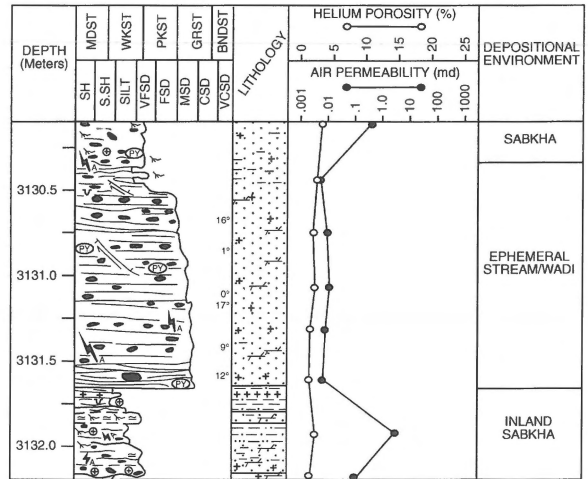 DEPTH
(Meters)
MDST
WKST
PKST
GRST
BNDST
SH
S.SH
SILT
VFSD
FSD
MSD
CSD
VCSD
LITHOLOGY
HELIUM POROSITY (%)
0 5 10 15 20 25
AIR PERMEABILITY (md)
.001 .01 .1 1.0 10 100 1000
DEPOSITIONAL
ENVIRONMENT
SABKHA
PY
A
3130.5
16°
PY
1°
EPHEMERAL
STREAM/WADI
PY
3131.0
0°
17°
A
9°
3131.5
A
12°
PY
INLAND
SABKHA
3132.0
A